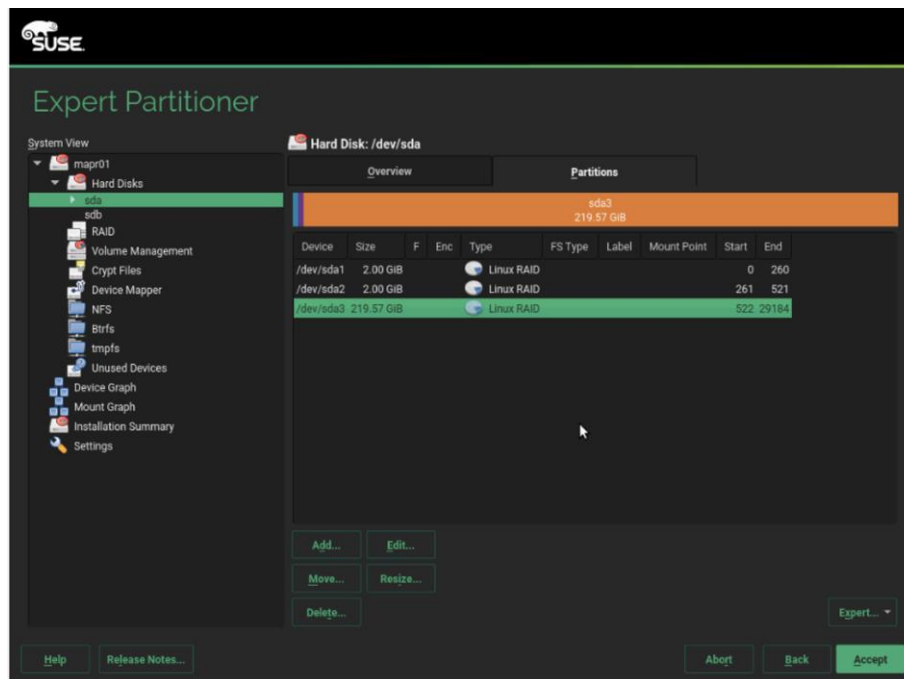 SUSE.
Expert Partitioner
System View
mapr01
Hard Disks
sda
sdb
RAID
Volume Management
Crypt Files
Device Mapper
NFS
Btrfs
tmpfs
Unused Devices
Device Graph
Mount Graph
Installation Summary
Settings
Hard Disk: /dev/sda
Overview Partitions
sda3
219.57 GiB
Device Size F Enc Type FS Type Label Mount Point Start End
/dev/sda1 2.00 GiB Linux RAID 0 260
/dev/sda2 2.00 GiB Linux RAID 261 521
/dev/sda3 219.57 GiB Linux RAID 522 29184
Add... Edit...
Move... Resize...
Delete... Expert...
Help Release Notes... Abort Back Accept